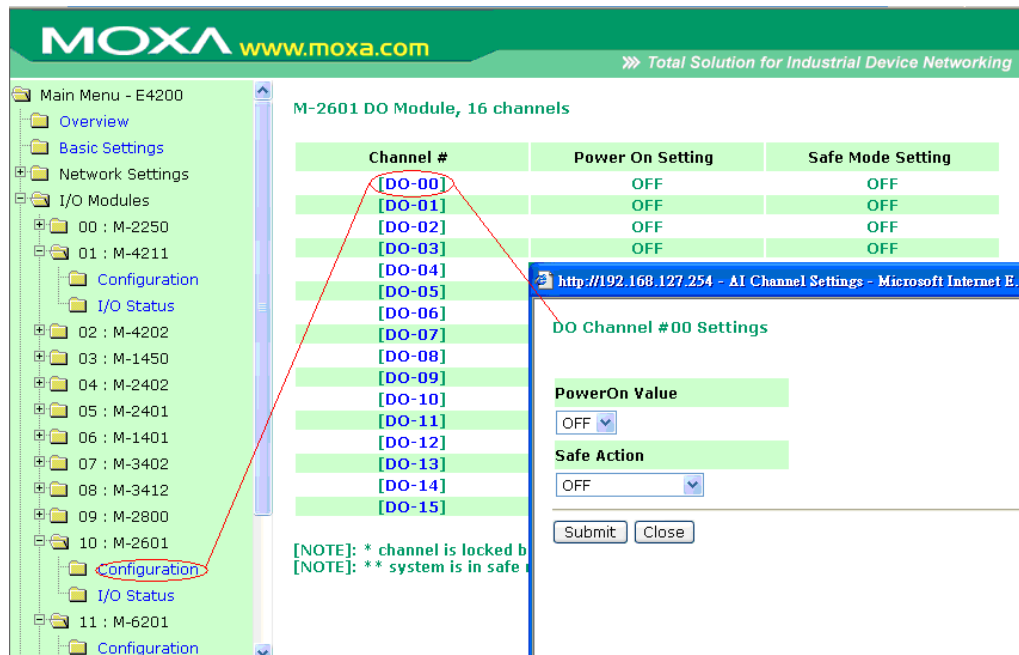 MOXA www.moxa.com
Total Solution for Industrial Device Networking
Main Menu - E4200
Overview
Basic Settings
Network Settings
I/O Modules
00 : M-2250
01 : M-4211
Configuration
I/O Status
02 : M-4202
03 : M-1450
04 : M-2402
05 : M-2401
06 : M-1401
07 : M-3402
08 : M-3412
09 : M-2800
10 : M-2601
Configuration
I/O Status
11 : M-6201
Configuration
M-2601 DO Module, 16 channels
Channel # Power On Setting Safe Mode Setting
[DO-00] OFF OFF
[DO-01] OFF OFF
[DO-02] OFF OFF
[DO-03] OFF OFF
[DO-04]
[DO-05]
[DO-06]
[DO-07]
[DO-08]
[DO-09]
[DO-10]
[DO-11]
[DO-12]
[DO-13]
[DO-14]
[DO-15]
[NOTE]: * channel is locked b
[NOTE]: ** system is in safe
http://192.168.127.254 - AI Channel Settings - Microsoft Internet E.
DO Channel #00 Settings
PowerOn Value
OFF
Safe Action
OFF
Submit Close